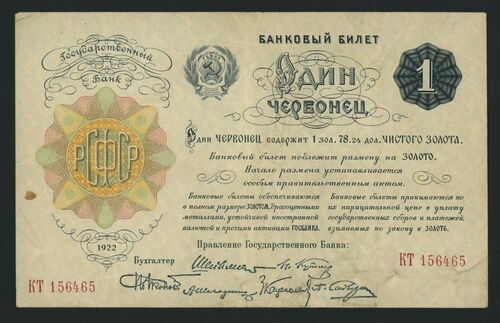 Государственный
Банк
РСФСР
1922
БАНКОВЫЙ БИЛЕТ
ОДИН
ЧЕРВОНЕЦ
1
Один ЧЕРВОНЕЦ содержит 1 зол. 78.24 дол. ЧИСТОГО ЗОЛОТА.
Банковый билет подлежит размену на ЗОЛОТО.
Начало размена устанавливается
особым правительственным актом.
Банковые билеты обеспечиваются
в полном размере ЗОЛОТОМ, драгоценными
металлами, устойчивой иностранной
валютой и прочими активами ГОСБАНКА.
Банковые билеты принимаются по
их нарицательной цене в уплату
государственных сборов и платежей,
взимаемых по закону в ЗОЛОТЕ.
Правление Государственного Банка:
Бухгалтер
КТ 156465
КТ 156465